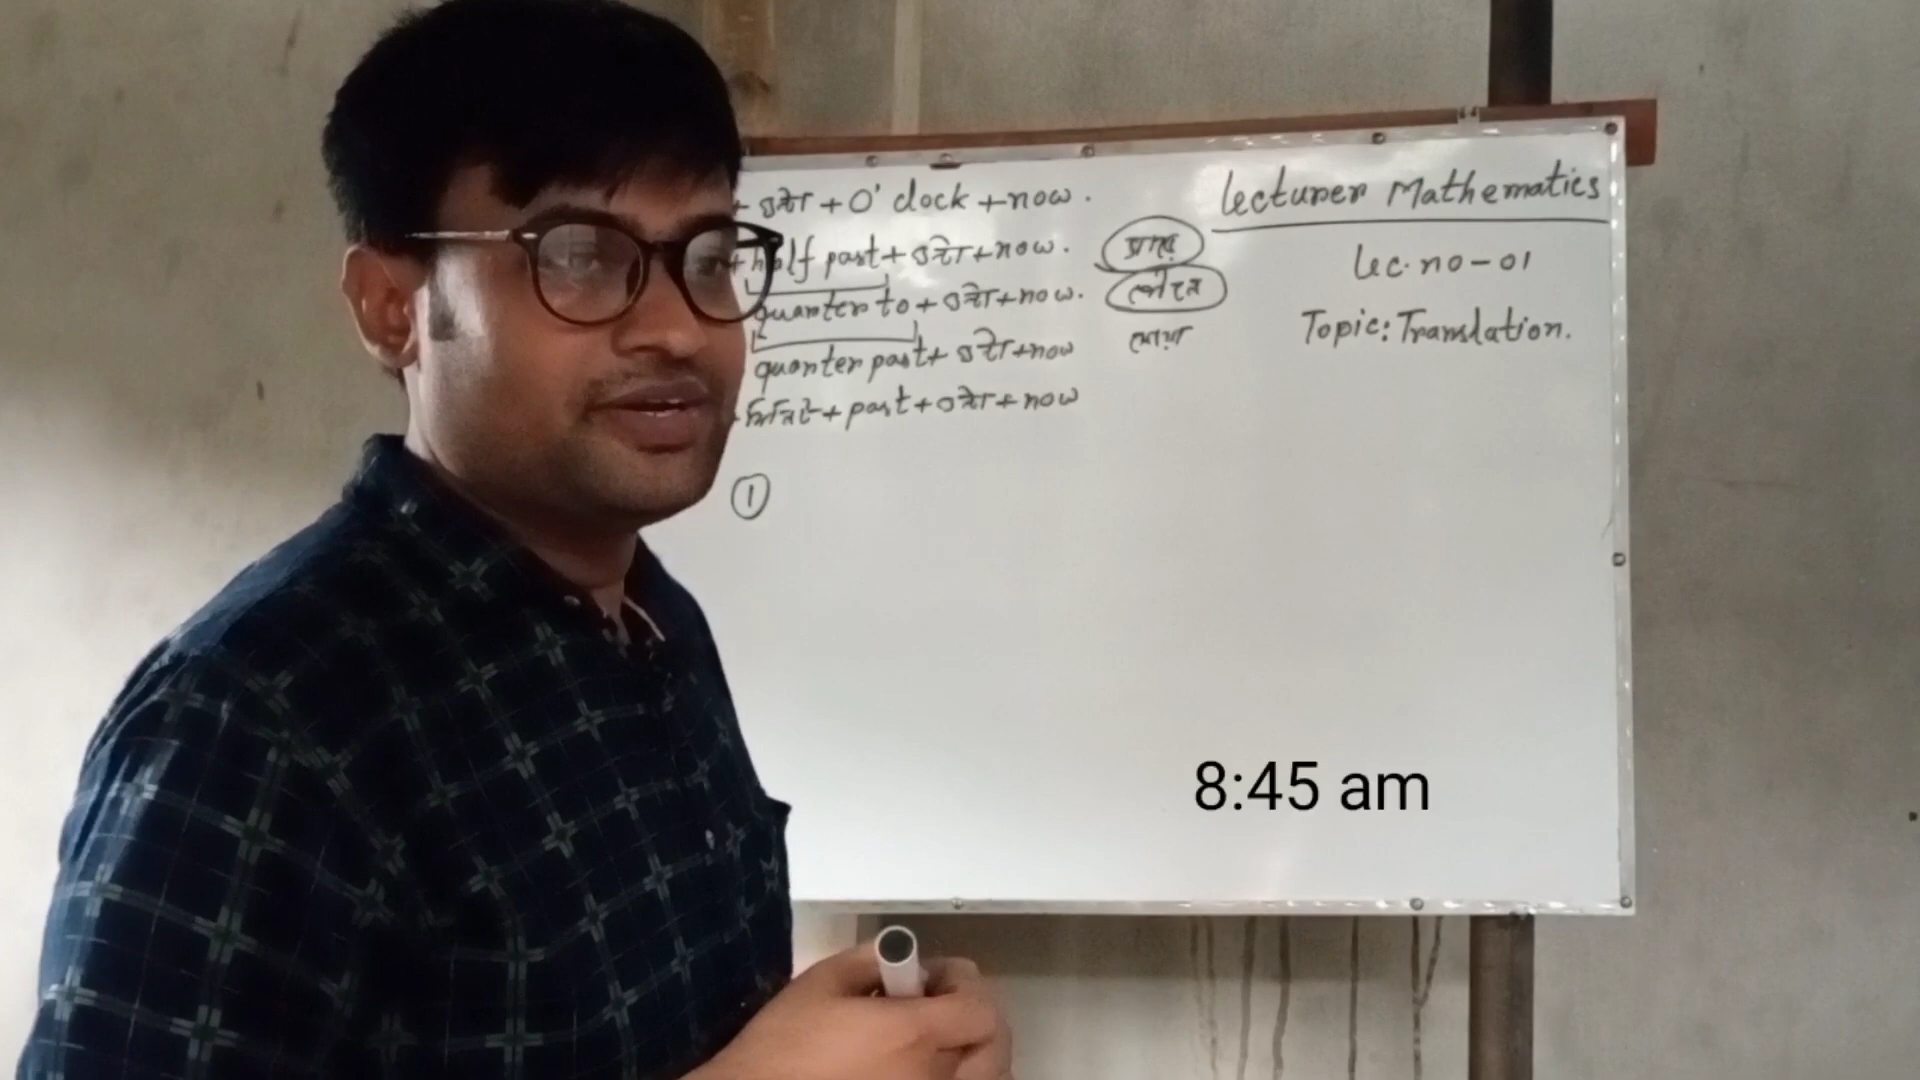 + ঘন্টা + O' clock + now.
+ half past + ঘন্টা + now.
quarter to + ঘন্টা + now.
quarter past + ঘন্টা + now
মিনিট + past + ঘন্টা + now
①
সাড়ে
পৌনে
সোয়া
Lecturer Mathematics
Lec. no - 01
Topic: Translation.
8:45 am